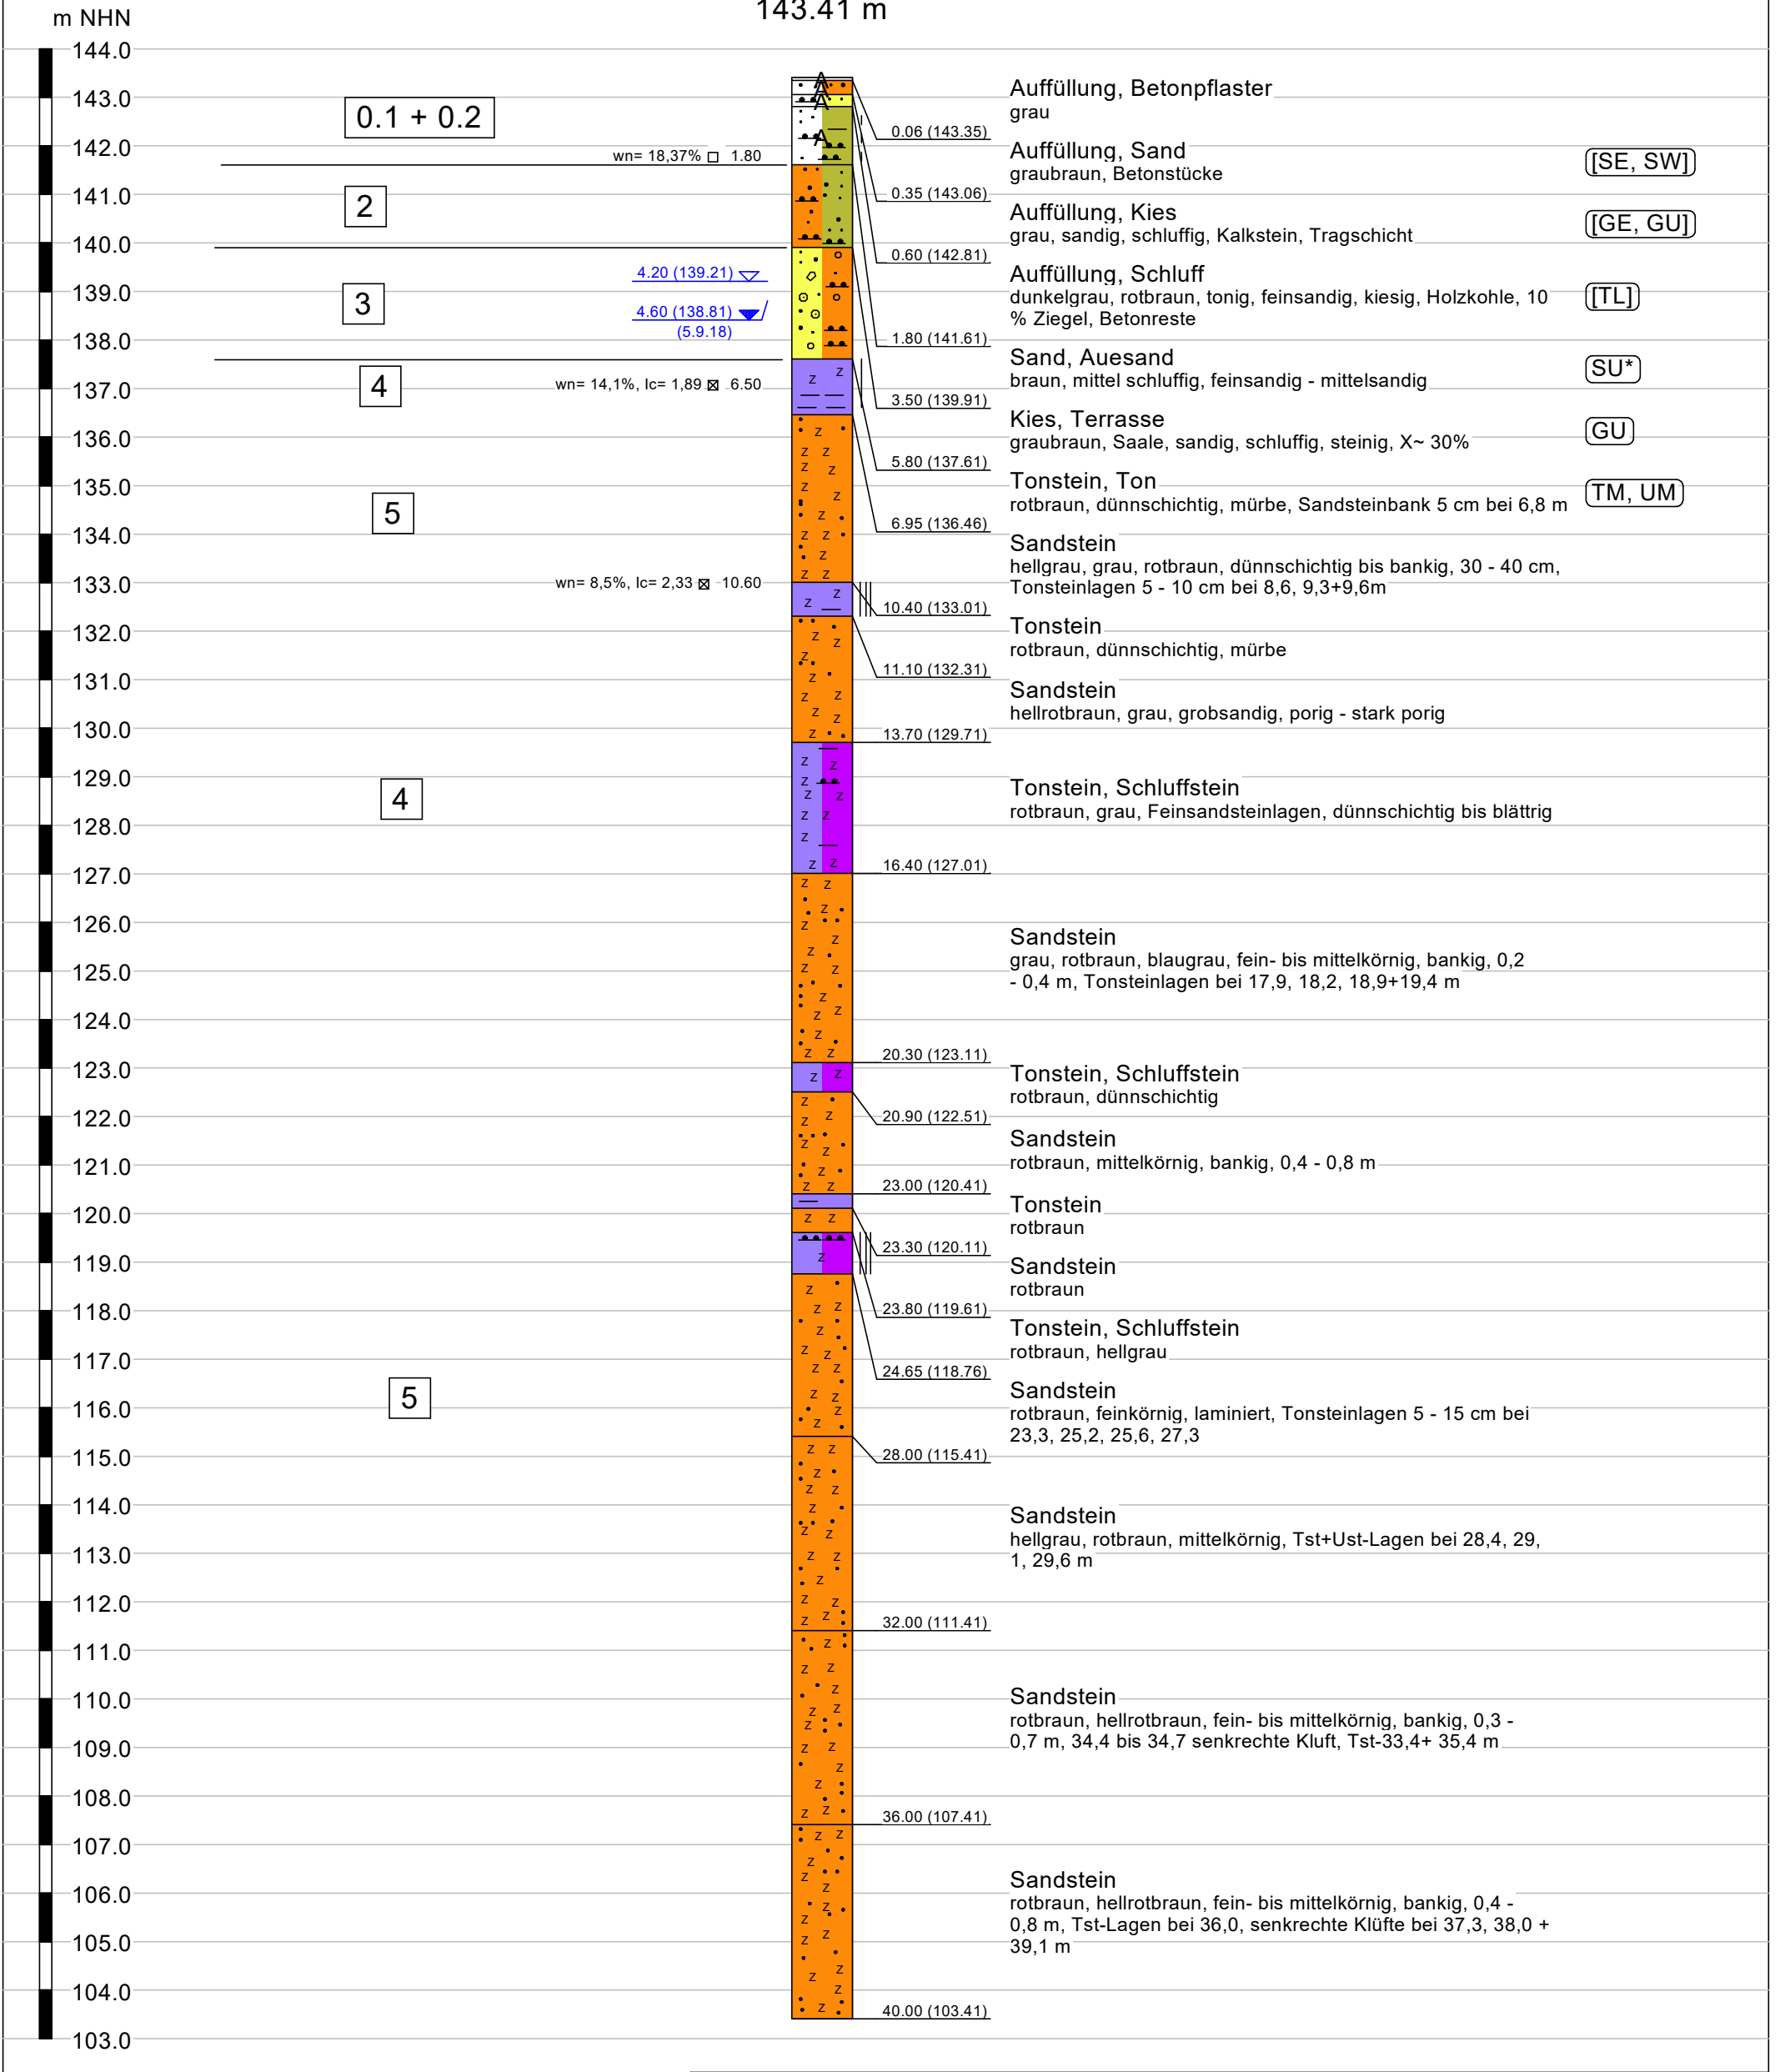 143.41 m
m NHN
144.0
143.0
142.0
141.0
140.0
139.0
138.0
137.0
136.0
135.0
134.0
133.0
132.0
131.0
130.0
129.0
128.0
127.0
126.0
125.0
124.0
123.0
122.0
121.0
120.0
119.0
118.0
117.0
116.0
115.0
114.0
113.0
112.0
111.0
110.0
109.0
108.0
107.0
106.0
105.0
104.0
103.0
0.1 + 0.2
2
3
4
5
4
5
wn= 18,37% 1.80
4.20 (139.21)
4.60 (138.81)
(5.9.18)
wn= 14,1%, Ic= 1,89 6.50
wn= 8,5%, Ic= 2,33 10.60
A
A
A
A
0.06 (143.35)
0.35 (143.06)
0.60 (142.81)
1.80 (141.61)
3.50 (139.91)
5.80 (137.61)
6.95 (136.46)
10.40 (133.01)
11.10 (132.31)
13.70 (129.71)
16.40 (127.01)
20.30 (123.11)
20.90 (122.51)
23.00 (120.41)
23.30 (120.11)
23.80 (119.61)
24.65 (118.76)
28.00 (115.41)
32.00 (111.41)
36.00 (107.41)
40.00 (103.41)
Auffüllung, Betonpflaster
grau
Auffüllung, Sand
graubraun, Betonstücke
[SE, SW]
Auffüllung, Kies
grau, sandig, schluffig, Kalkstein, Tragschicht
[GE, GU]
Auffüllung, Schluff
dunkelgrau, rotbraun, tonig, feinsandig, kiesig, Holzkohle, 10
% Ziegel, Betonreste
[TL]
Sand, Auesand
braun, mittel schluffig, feinsandig - mittelsandig
SU*
Kies, Terrasse
graubraun, Saale, sandig, schluffig, steinig, X~ 30%
GU
Tonstein, Ton
rotbraun, dünnschichtig, mürbe, Sandsteinbank 5 cm bei 6,8 m
TM, UM
Sandstein
hellgrau, grau, rotbraun, dünnschichtig bis bankig, 30 - 40 cm,
Tonsteinlagen 5 - 10 cm bei 8,6, 9,3+9,6m
Tonstein
rotbraun, dünnschichtig, mürbe
Sandstein
hellrotbraun, grau, grobsandig, porig - stark porig
Tonstein, Schluffstein
rotbraun, grau, Feinsandsteinlagen, dünnschichtig bis blättrig
Sandstein
grau, rotbraun, blaugrau, fein- bis mittelkörnig, bankig, 0,2
- 0,4 m, Tonsteinlagen bei 17,9, 18,2, 18,9+19,4 m
Tonstein, Schluffstein
rotbraun, dünnschichtig
Sandstein
rotbraun, mittelkörnig, bankig, 0,4 - 0,8 m
Tonstein
rotbraun
Sandstein
rotbraun
Tonstein, Schluffstein
rotbraun, hellgrau
Sandstein
rotbraun, feinkörnig, laminiert, Tonsteinlagen 5 - 15 cm bei
23,3, 25,2, 25,6, 27,3
Sandstein
hellgrau, rotbraun, mittelkörnig, Tst+Ust-Lagen bei 28,4, 29,
1, 29,6 m
Sandstein
rotbraun, hellrotbraun, fein- bis mittelkörnig, bankig, 0,3 -
0,7 m, 34,4 bis 34,7 senkrechte Kluft, Tst-33,4+ 35,4 m
Sandstein
rotbraun, hellrotbraun, fein- bis mittelkörnig, bankig, 0,4 -
0,8 m, Tst-Lagen bei 36,0, senkrechte Klüfte bei 37,3, 38,0 +
39,1 m